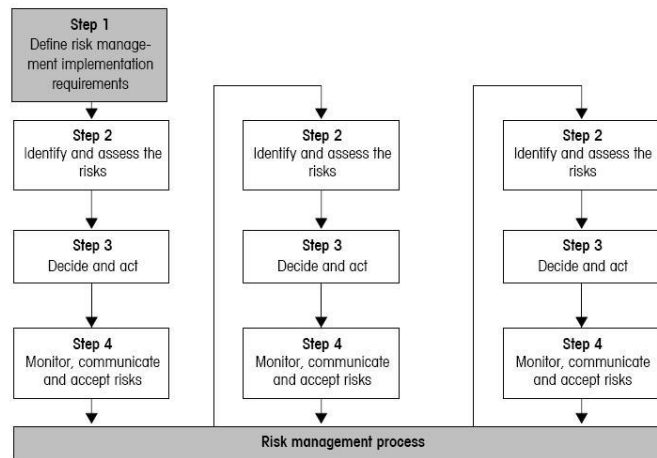 Step 1
Define risk manage-
ment implementation
requirements
Step 2
Identify and assess the
risks
Step 3
Decide and act
Step 4
Monitor, communicate
and accept risks
Step 2
Identify and assess the
risks
Step 3
Decide and act
Step 4
Monitor, communicate
and accept risks
Step 2
Identify and assess the
risks
Step 3
Decide and act
Step 4
Monitor, communicate
and accept risks
Risk management process